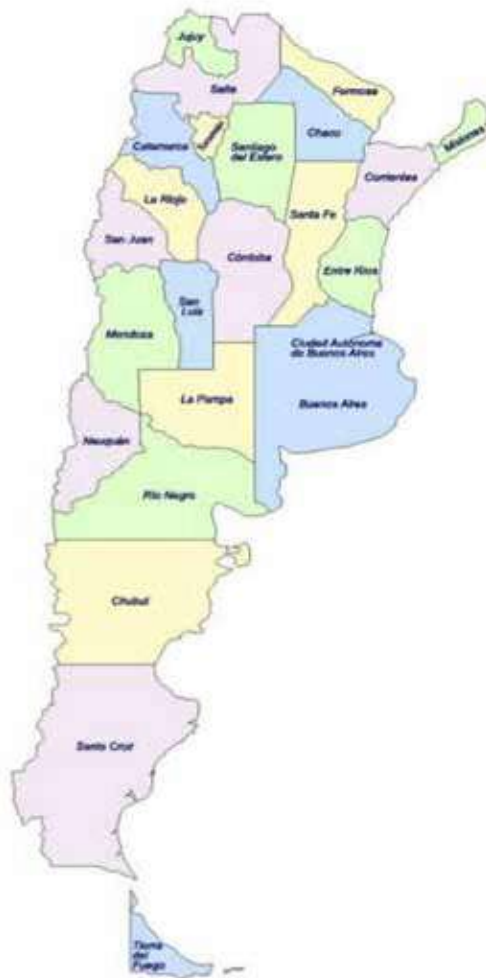 Jujuy
Salta
Formosa
Chaco
Misiones
Tucumán
Catamarca
Santiago
del Estero
Corrientes
La Rioja
Santa Fe
San Juan
Córdoba
Entre Ríos
San
Luis
Mendoza
Ciudad Autónoma
de Buenos Aires
La Pampa
Buenos Aires
Neuquén
Río Negro
Chubut
Santa Cruz
Tierra
del
Fuego